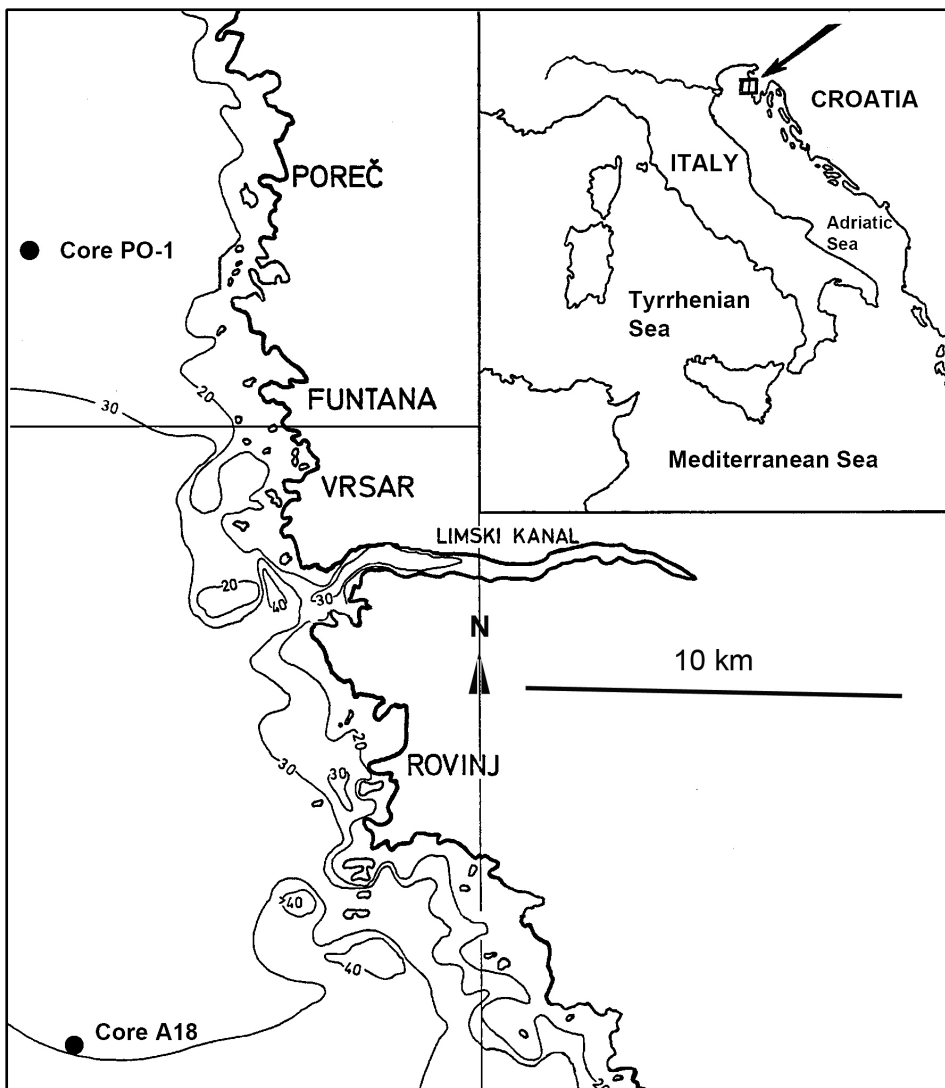 POREČ
Core PO-1
20
30
FUNTANA
VRSAR
LIMSKI KANAL
20
40
30
N
10 km
20
30
30
ROVINJ
40
40
Core A18
20
CROATIA
ITALY
Adriatic
Sea
Tyrrhenian
Sea
Mediterranean Sea